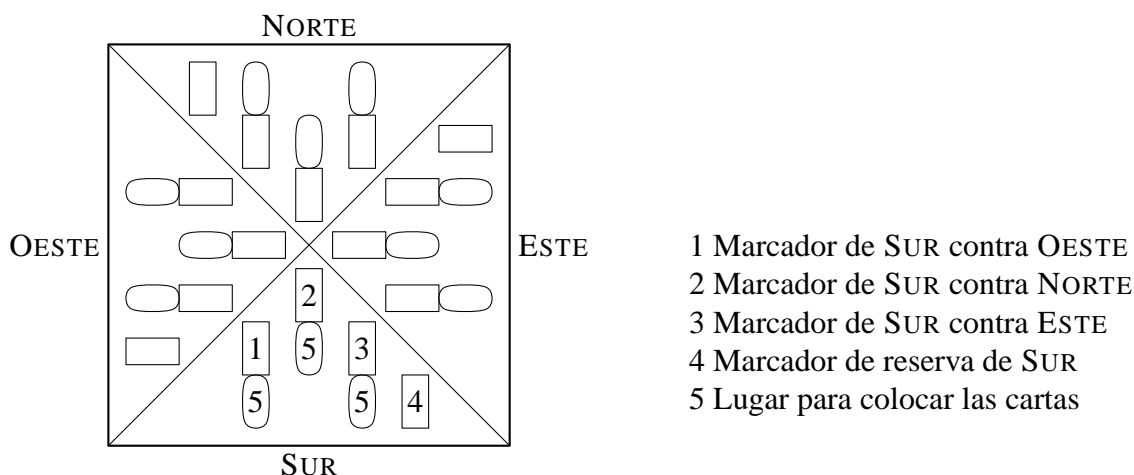 NORTE
OESTE
ESTE
2
1
5
3
5
5
4
SUR
1 Marcador de SUR contra OESTE
2 Marcador de SUR contra NORTE
3 Marcador de SUR contra ESTE
4 Marcador de reserva de SUR
5 Lugar para colocar las cartas